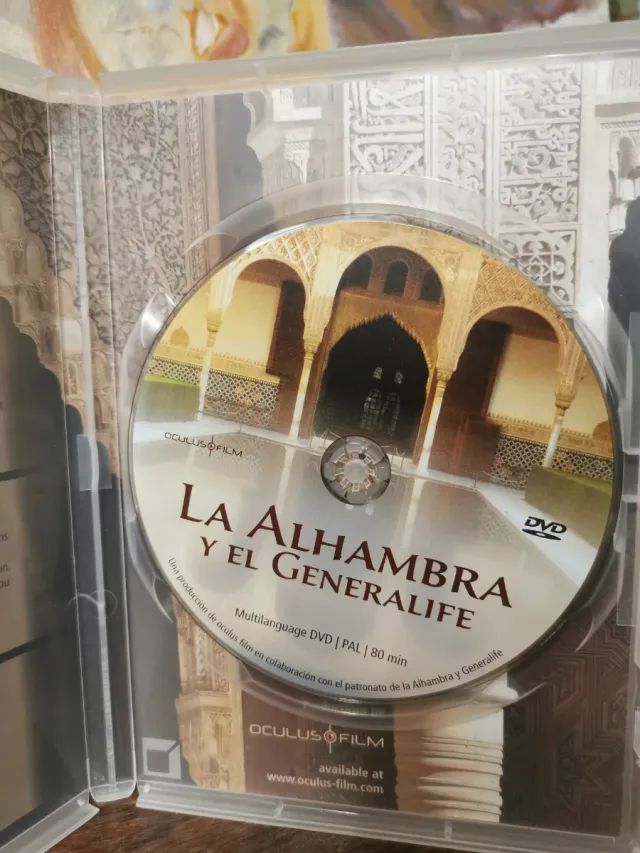 OCULUS FILM
LA ALHAMBRA
Y EL GENERALIFE
DVD
Multilanguage DVD | PAL | 80 min
Una producción de oculus film en colaboración con el patronato de la Alhambra y Generalife
OCULUS FILM
available at
www.oculus-film.com